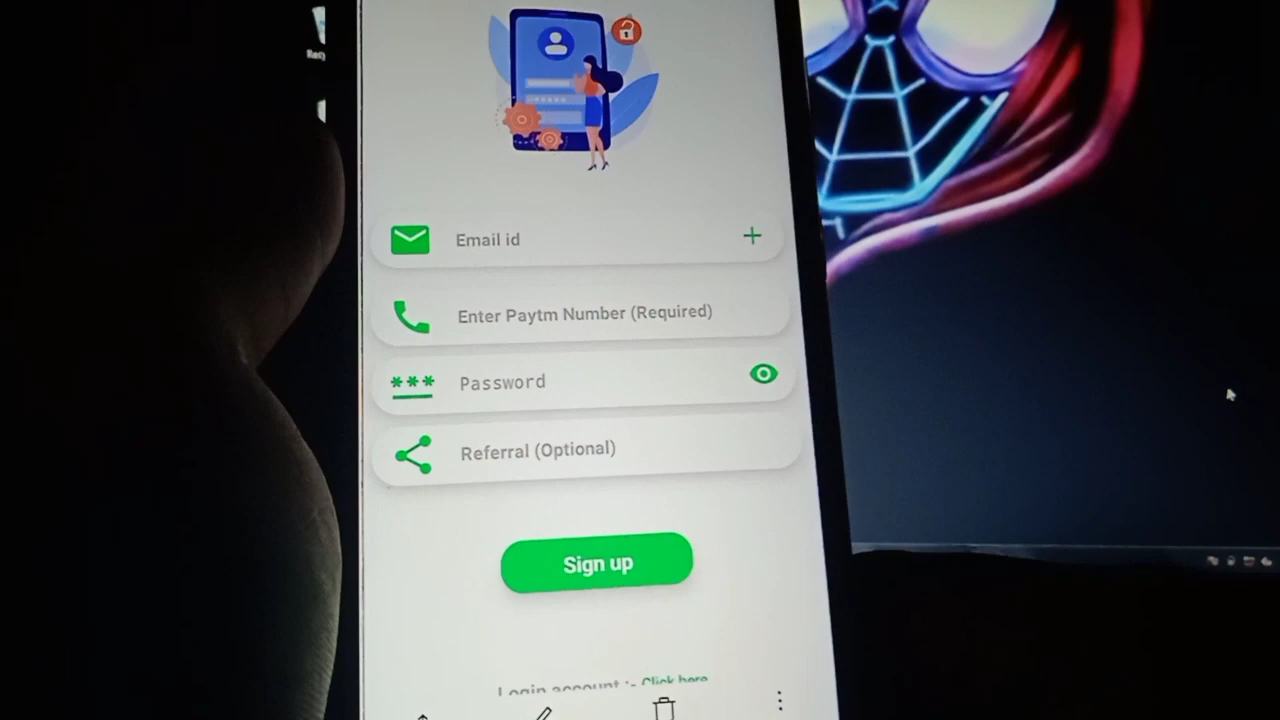 Email id
Enter Paytm Number (Required)
Password
Referral (Optional)
Sign up
Login account :- Click here